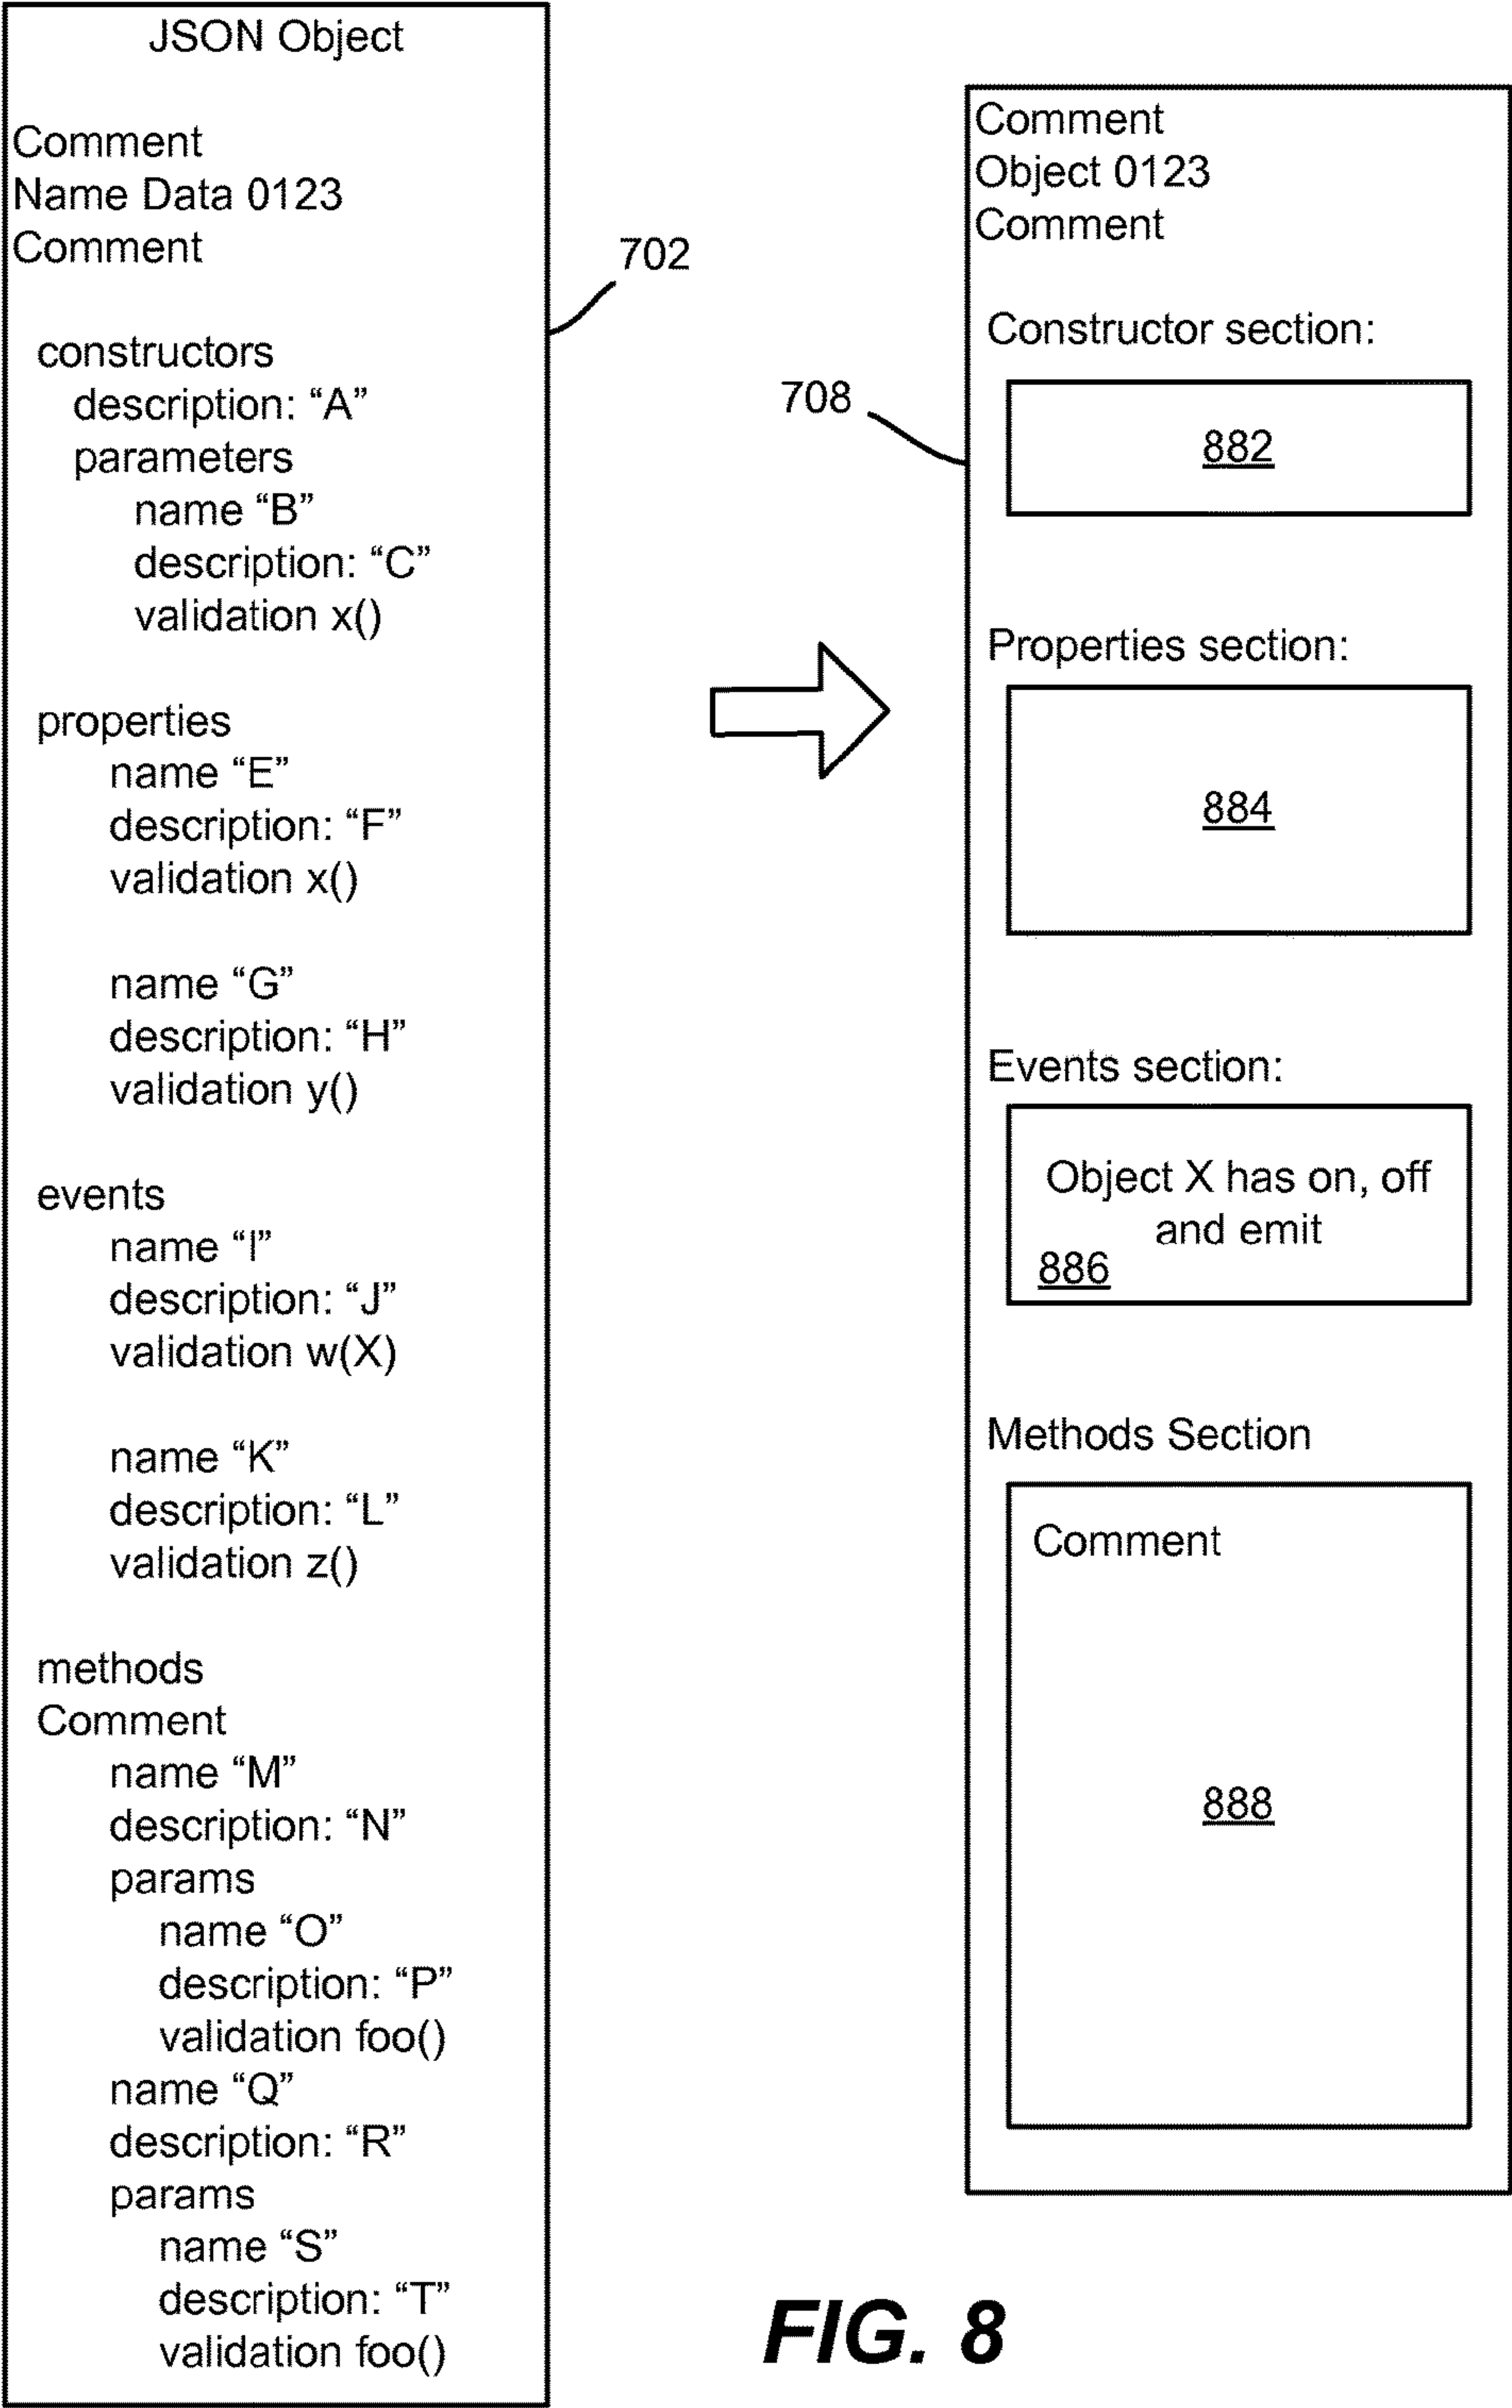 JSON Object
Comment
Name Data 0123
Comment
constructors
description: “A”
parameters
name “B”
description: “C”
validation x()
properties
name “E”
description: “F”
validation x()
name “G”
description: “H”
validation y()
events
name “I”
description: “J”
validation w(X)
name “K”
description: “L”
validation z()
methods
Comment
name “M”
description: “N”
params
name “O”
description: “P”
validation foo()
name “Q”
description: “R”
params
name “S”
description: “T”
validation foo()
702
708
Comment
Object 0123
Comment
Constructor section:
882
Properties section:
884
Events section:
Object X has on, off
and emit
886
Methods Section
Comment
888
FIG. 8